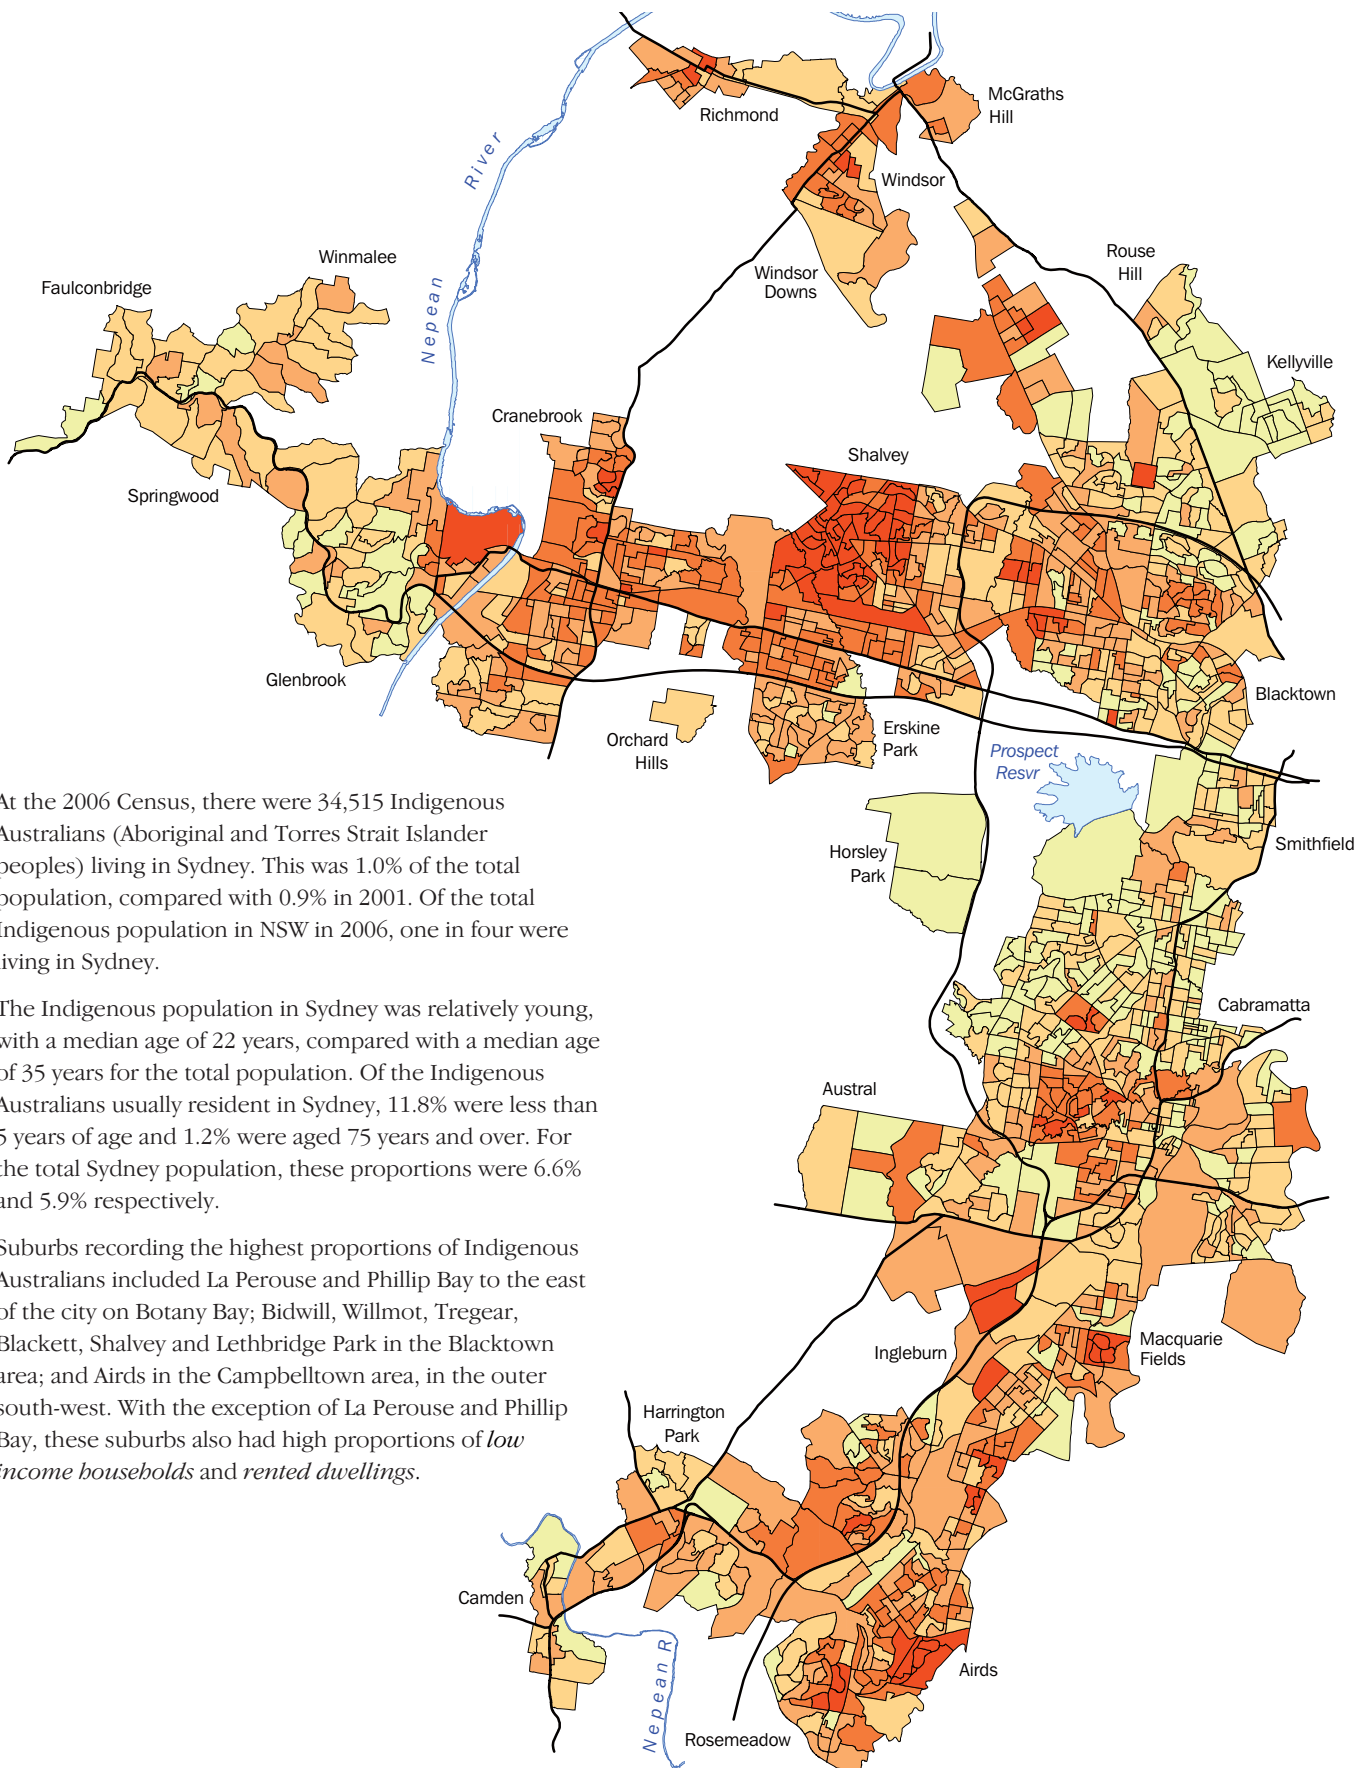 McGraths
Hill
Richmond
River
Windsor
Rouse
Hill
Winmalee
Windsor
Downs
Faulconbridge
Nepean
Kellyville
Cranebrook
Shalvey
Springwood
Glenbrook
Blacktown
Erskine
Park
Orchard
Hills
Prospect
Resvr
Smithfield
Horsley
Park
At the 2006 Census, there were 34,515 Indigenous
Australians (Aboriginal and Torres Strait Islander
peoples) living in Sydney. This was 1.0% of the total
population, compared with 0.9% in 2001. Of the total
Indigenous population in NSW in 2006, one in four were
living in Sydney.
The Indigenous population in Sydney was relatively young,
with a median age of 22 years, compared with a median age
of 35 years for the total population. Of the Indigenous
Australians usually resident in Sydney, 11.8% were less than
5 years of age and 1.2% were aged 75 years and over. For
the total Sydney population, these proportions were 6.6%
and 5.9% respectively.
Suburbs recording the highest proportions of Indigenous
Australians included La Perouse and Phillip Bay to the east
of the city on Botany Bay; Bidwill, Willmot, Tregear,
Blackett, Shalvey and Lethbridge Park in the Blacktown
area; and Airds in the Campbelltown area, in the outer
south-west. With the exception of La Perouse and Phillip
Bay, these suburbs also had high proportions of low
income households and rented dwellings.
Cabramatta
Austral
Macquarie
Fields
Ingleburn
Harrington
Park
Camden
Airds
Nepean R
Rosemeadow